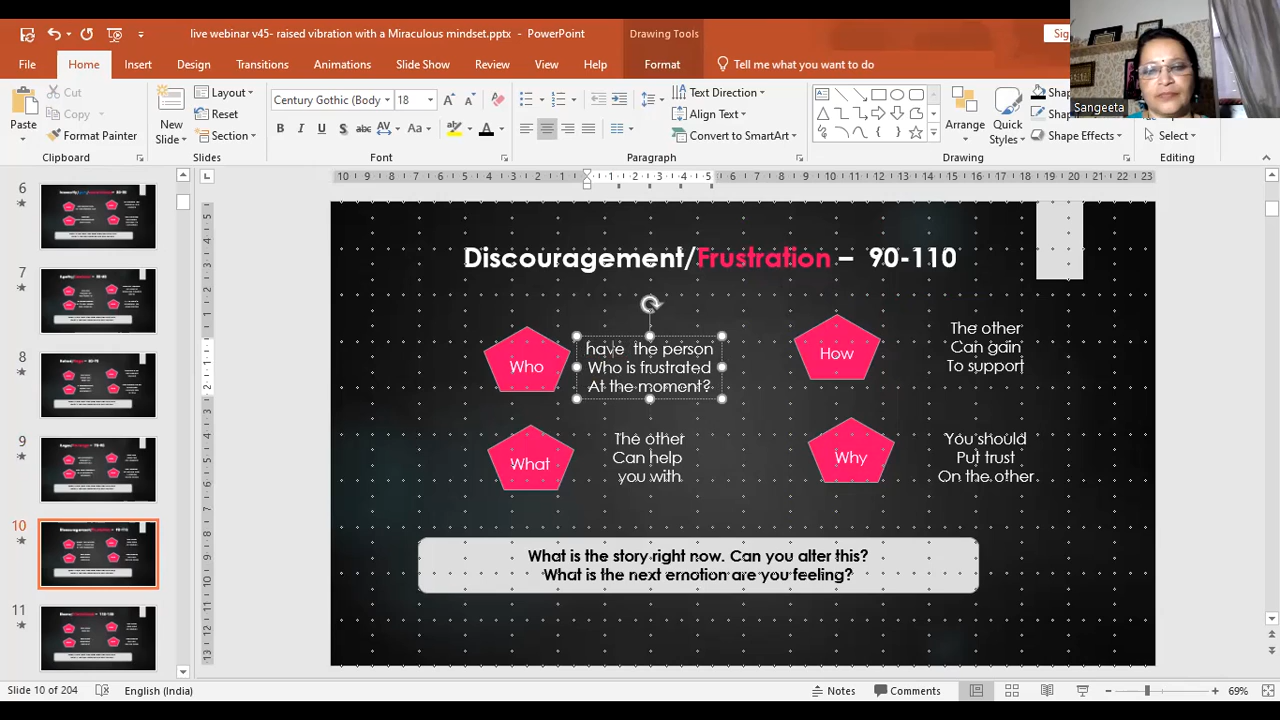 live webinar v45- raised vibration with a Miraculous mindset.pptx - PowerPoint
Drawing Tools
File
Home
Insert
Design
Transitions
Animations
Slide Show
Review
View
Help
Format
Tell me what you want to do
Sangeeta
Paste
Cut
Copy
Format Painter
Clipboard
New
Slide
Layout
Reset
Section
Slides
Century Gothic (Body)
18
Font
Text Direction
Align Text
Convert to SmartArt
Paragraph
Arrange
Quick
Styles
Shape Effects
Drawing
Select
Editing
6
7
8
9
10
11
Discouragement/Frustration – 90-110
Who
have the person
Who is frustrated
At the moment?
How
The other
Can gain
To support
What
The other
Can help
you with
Why
You should
Put trust
On the other
What is the story right now. Can you alter this?
What is the next emotion are you feeling?
Slide 10 of 204
English (India)
Notes
Comments
69%